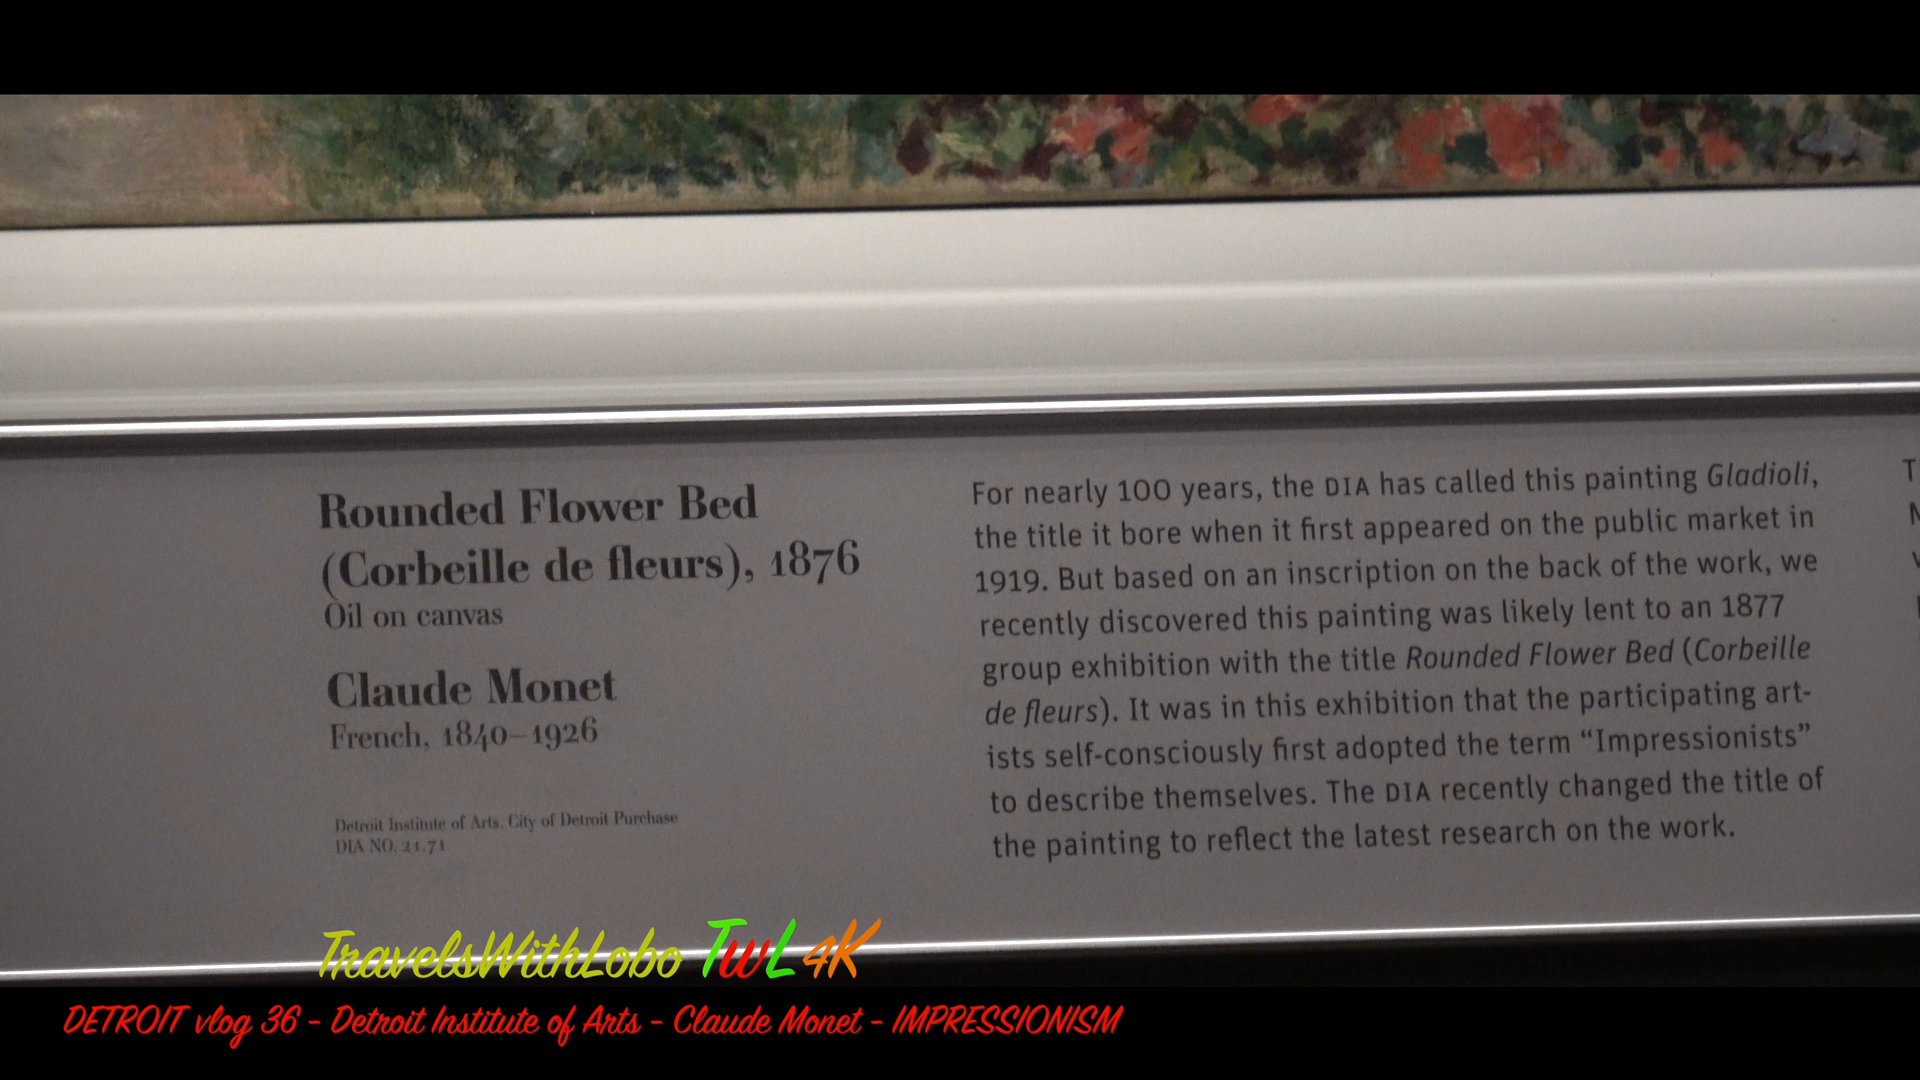 Rounded Flower Bed
(Corbeille de fleurs), 1876
Oil on canvas
Claude Monet
French, 1840–1926
Detroit Institute of Arts, City of Detroit Purchase
DIA NO. 21.71
For nearly 100 years, the DIA has called this painting Gladioli,
the title it bore when it first appeared on the public market in
1919. But based on an inscription on the back of the work, we
recently discovered this painting was likely lent to an 1877
group exhibition with the title Rounded Flower Bed (Corbeille
de fleurs). It was in this exhibition that the participating art-
ists self-consciously first adopted the term “Impressionists”
to describe themselves. The DIA recently changed the title of
the painting to reflect the latest research on the work.
TravelsWithLobo TWL 4K
DETROIT vlog 36 - Detroit Institute of Arts - Claude Monet - IMPRESSIONISM